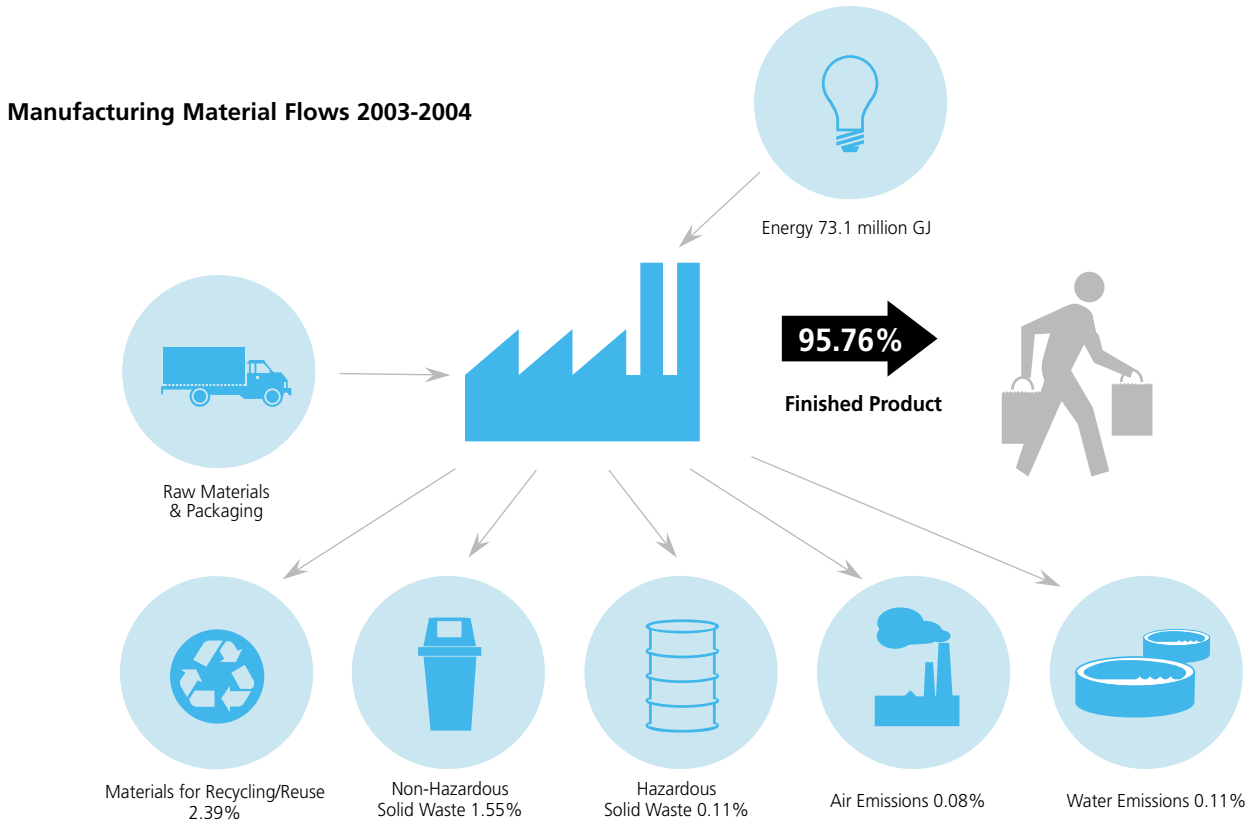 Manufacturing Material Flows 2003-2004
Energy 73.1 million GJ
95.76%
Finished Product
Raw Materials
& Packaging
Materials for Recycling/Reuse
2.39%
Non-Hazardous
Solid Waste 1.55%
Hazardous
Solid Waste 0.11%
Air Emissions 0.08%
Water Emissions 0.11%